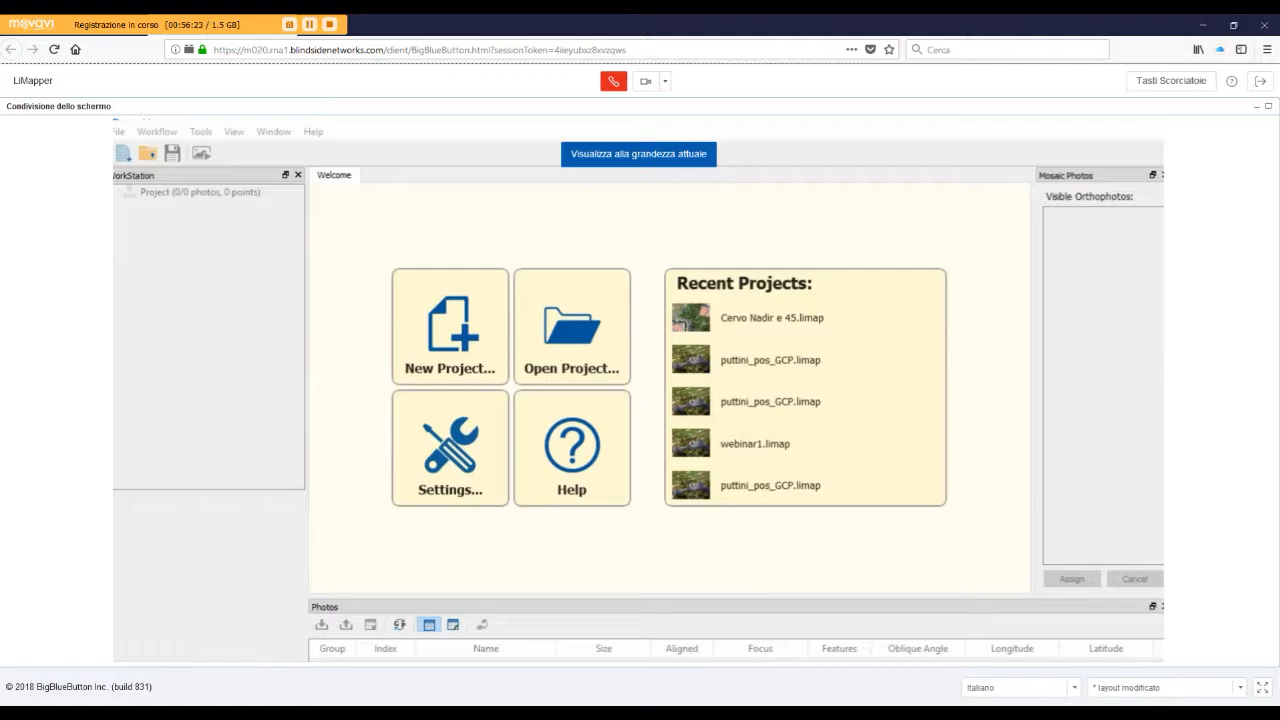 movavi Registrazione in corso [00:56:23 / 1.5 GB]
https://m020.rna1.blindsidenetworks.com/client/BigBlueButton.html?sessionToken=4iieyubxz8xvzqws
Cerca
LiMapper
Tasti Scorciatoie
Condivisione dello schermo
File Workflow Tools View Window Help
Visualizza alla grandezza attuale
WorkStation
Welcome
Mosaic Photos
Project (0/0 photos, 0 points)
Visible Orthophotos:
Recent Projects:
Cervo Nadir e 45.limap
puttini_pos_GCP.limap
New Project...
Open Project...
puttini_pos_GCP.limap
webinar1.limap
puttini_pos_GCP.limap
Settings...
Help
Assign
Cancel
Photos
Group Index Name Size Aligned Focus Features Oblique Angle Longitude Latitude
© 2018 BigBlueButton Inc. (build 831)
Italiano
* layout modificato